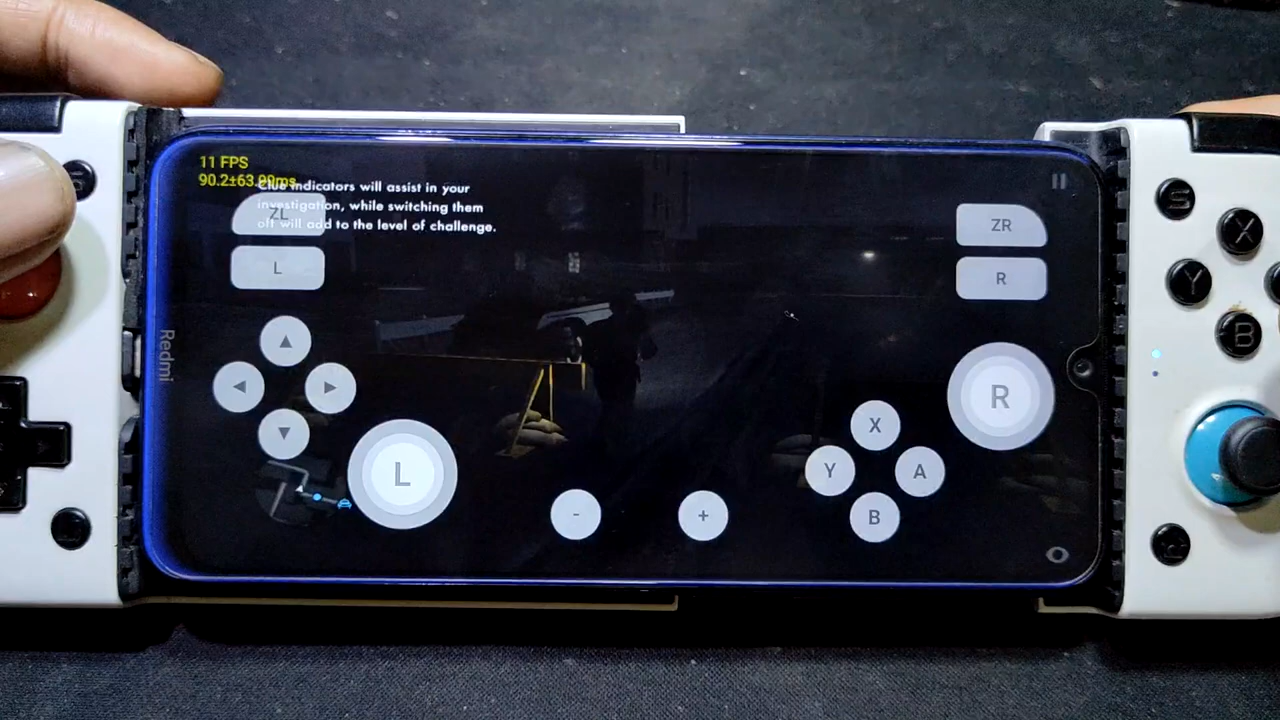 11 FPS
90.2±63.99ms
Clue indicators will assist in your
investigation, while switching them
off will add to the level of challenge.
ZL
L
ZR
R
Redmi
L
R
X
Y
A
B
-
+
S
X
Y
B